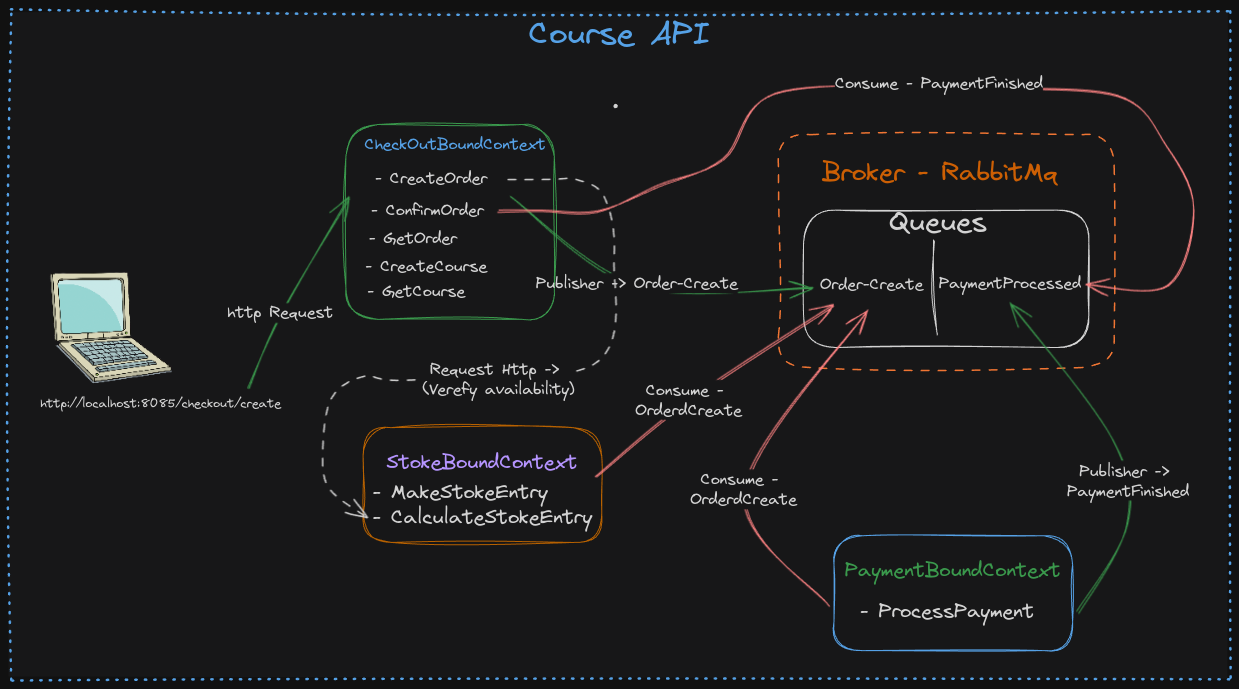 Course API
Consume - PaymentFinished
CheckOutBoundContext
- CreateOrder
- ConfirmOrder
- GetOrder
- CreateCourse
- GetCourse
Broker - RabbitMq
Queues
Order-Create
PaymentProcessed
Publisher -> Order-Create
http Request
http://localhost:8085/checkout/create
Request Http ->
(Verefy availability)
Consume -
OrderdCreate
StokeBoundContext
- MakeStokeEntry
- CalculateStokeEntry
Consume -
OrderdCreate
Publisher ->
PaymentFinished
PaymentBoundContext
- ProcessPayment